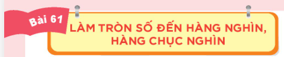 Bài 61
LÀM TRÒN SỐ ĐẾN HÀNG NGHÌN,
HÀNG CHỤC NGHÌN